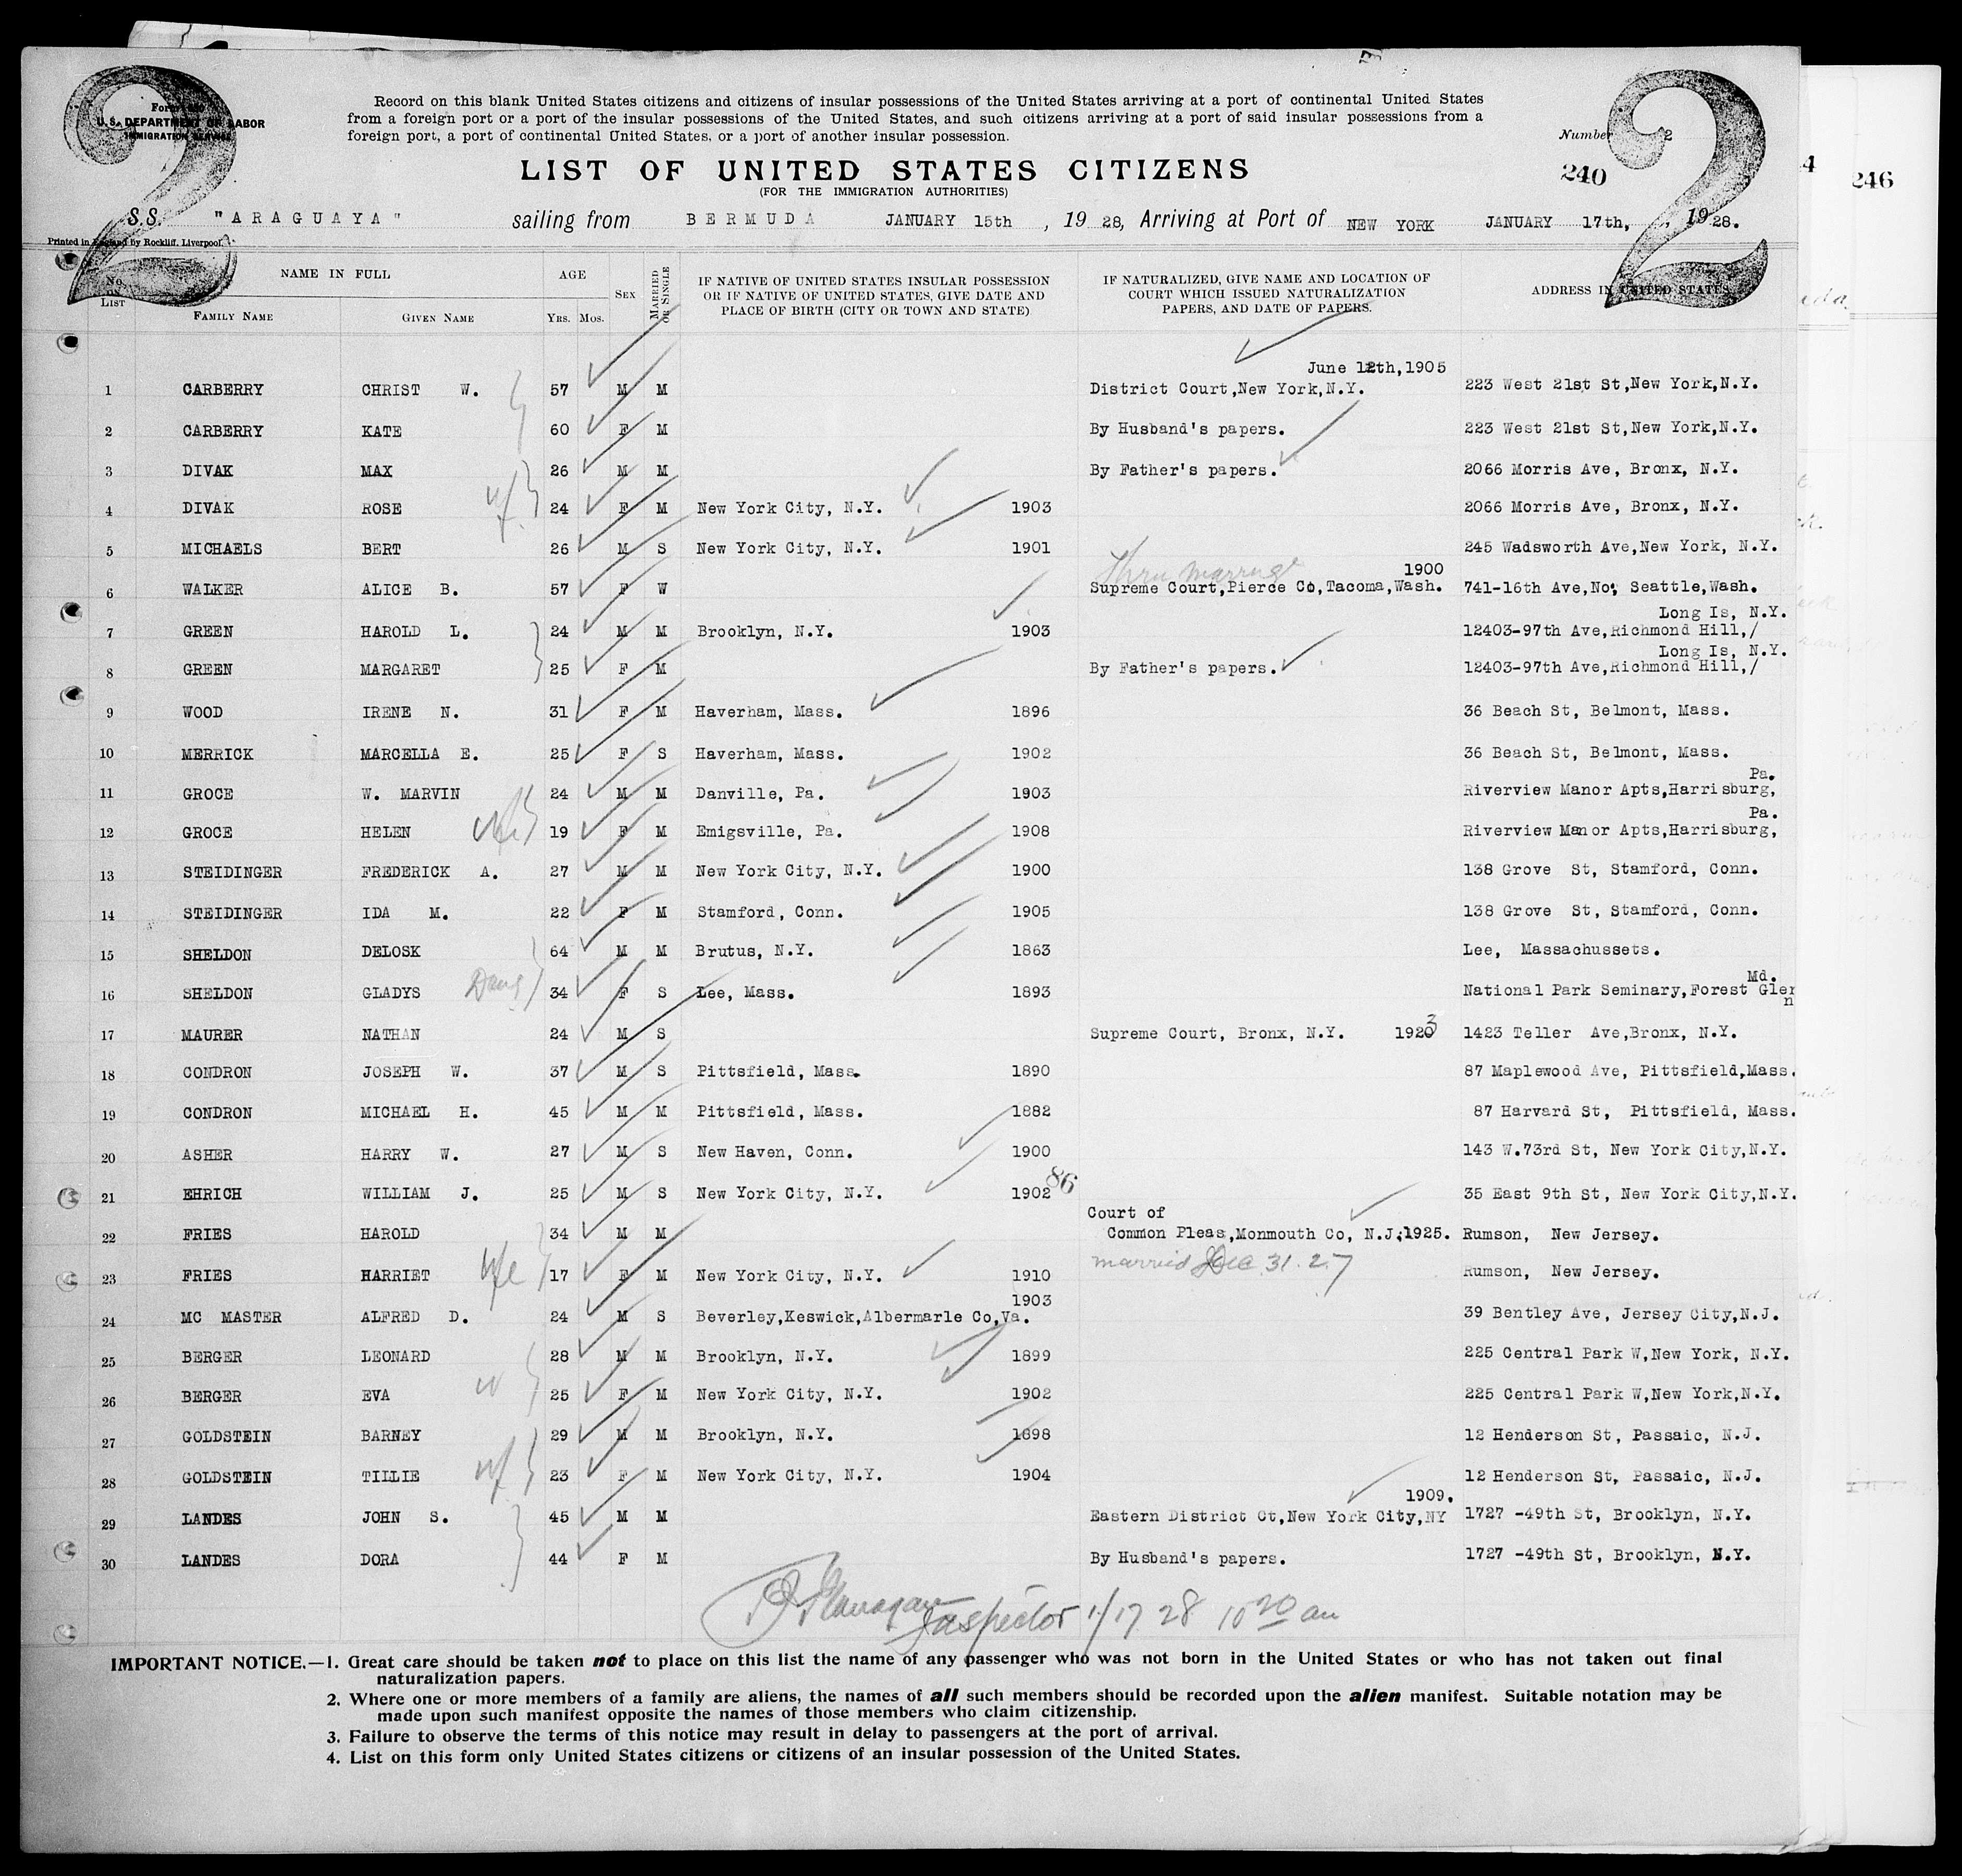 2
2
Form 630
U.S. DEPARTMENT OF LABOR
IMMIGRATION SERVICE
Record on this blank United States citizens and citizens of insular possessions of the United States arriving at a port of continental United States
from a foreign port or a port of the insular possessions of the United States, and such citizens arriving at a port of said insular possessions from a
foreign port, a port of continental United States, or a port of another insular possession.
Number 2
240
4
246
LIST OF UNITED STATES CITIZENS
(FOR THE IMMIGRATION AUTHORITIES)
S.S. "ARAGUAYA" sailing from BERMUDA JANUARY 15th, 1928, Arriving at Port of NEW YORK JANUARY 17th, 1928.
Printed in England by Rockliff, Liverpool.
No. ON LIST NAME IN FULL FAMILY NAME GIVEN NAME AGE YRS. MOS. SEX MARRIED OR SINGLE IF NATIVE OF UNITED STATES INSULAR POSSESSION OR IF NATIVE OF UNITED STATES, GIVE DATE AND PLACE OF BIRTH (CITY OR TOWN AND STATE) IF NATURALIZED, GIVE NAME AND LOCATION OF COURT WHICH ISSUED NATURALIZATION PAPERS, AND DATE OF PAPERS. ADDRESS IN UNITED STATES.
June 12th,1905
1 CARBERRY CHRIST W. 57 M M District Court,New York,N.Y. 223 West 21st St,New York,N.Y.
2 CARBERRY KATE 60 F M By Husband's papers. 223 West 21st St,New York,N.Y.
3 DIVAK MAX 26 M M By Father's papers. 2066 Morris Ave, Bronx, N.Y.
4 DIVAK ROSE wf 24 F M New York City, N.Y. 1903 2066 Morris Ave, Bronx, N.Y.
5 MICHAELS BERT 26 M S New York City, N.Y. 1901 245 Wadsworth Ave,New York, N.Y.
Thru marriage 1900
6 WALKER ALICE B. 57 F W Supreme Court,Pierce Co,Tacoma,Wash. 741-16th Ave,No; Seattle,Wash.
Long Is, N.Y.
7 GREEN HAROLD L. 24 M M Brooklyn, N.Y. 1903 12403-97th Ave,Richmond Hill,/
Long Is, N.Y.
8 GREEN MARGARET 25 F M By Father's papers. 12403-97th Ave,Richmond Hill,/
9 WOOD IRENE N. 31 F M Haverham, Mass. 1896 36 Beach St, Belmont, Mass.
10 MERRICK MARCELLA E. 25 F S Haverham, Mass. 1902 36 Beach St, Belmont, Mass.
Pa.
11 GROCE W. MARVIN 24 M M Danville, Pa. 1903 Riverview Manor Apts,Harrisburg,
Pa.
12 GROCE HELEN 19 F M Emigsville, Pa. 1908 Riverview Manor Apts,Harrisburg,
13 STEIDINGER FREDERICK A. 27 M M New York City, N.Y. 1900 138 Grove St, Stamford, Conn.
14 STEIDINGER IDA M. 22 F M Stamford, Conn. 1905 138 Grove St, Stamford, Conn.
15 SHELDON DELOSK 64 M M Brutus, N.Y. 1863 Lee, Massachussets.
Md.
16 SHELDON GLADYS Daug 34 F S Lee, Mass. 1893 National Park Seminary,Forest Glen
n
17 MAURER NATHAN 24 M S Supreme Court, Bronx, N.Y. 1923 1423 Teller Ave,Bronx, N.Y.
18 CONDRON JOSEPH W. 37 M S Pittsfield, Mass. 1890 87 Maplewood Ave, Pittsfield,Mass.
19 CONDRON MICHAEL H. 45 M M Pittsfield, Mass. 1882 87 Harvard St, Pittsfield, Mass.
20 ASHER HARRY W. 27 M S New Haven, Conn. 1900 143 W.73rd St, New York City,N.Y.
86
21 EHRICH WILLIAM J. 25 M S New York City, N.Y. 1902 35 East 9th St, New York City,N.Y.
Court of
22 FRIES HAROLD 34 M M Common Pleas,Monmouth Co, N.J;1925. Rumson, New Jersey.
married Dec. 31. 27
23 FRIES HARRIET wfe 17 F M New York City, N.Y. 1910 Rumson, New Jersey.
1903
24 MC MASTER ALFRED D. 24 M S Beverley,Keswick,Albermarle Co,Va. 39 Bentley Ave, Jersey City,N.J.
25 BERGER LEONARD 28 M M Brooklyn, N.Y. 1899 225 Central Park W,New York, N.Y.
26 BERGER EVA w 25 F M New York City, N.Y. 1902 225 Central Park W,New York,N.Y.
27 GOLDSTEIN BARNEY 29 M M Brooklyn, N.Y. 1898 12 Henderson St, Passaic, N.J.
28 GOLDSTEIN TILLIE wf 23 F M New York City, N.Y. 1904 12 Henderson St, Passaic, N.J.
1909.
29 LANDES JOHN S. 45 M M Eastern District Ct,New York City,NY 1727 -49th St, Brooklyn, N.Y.
30 LANDES DORA 44 F M By Husband's papers. 1727 -49th St, Brooklyn, N.Y.
Flanagan Inspector 1/17 28 10 20 am
IMPORTANT NOTICE.—1. Great care should be taken not to place on this list the name of any passenger who was not born in the United States or who has not taken out final
naturalization papers.
2. Where one or more members of a family are aliens, the names of all such members should be recorded upon the alien manifest. Suitable notation may be
made upon such manifest opposite the names of those members who claim citizenship.
3. Failure to observe the terms of this notice may result in delay to passengers at the port of arrival.
4. List on this form only United States citizens or citizens of an insular possession of the United States.